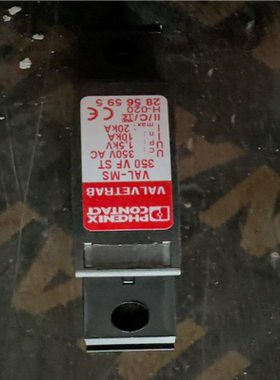 PHOENIX
CONTACT
VALVETRAB
VAL-MS
350 VF ST
Uc: 350V AC
Up: 1,5kV
In: 10kA
Imax: 20kA
II/C/T2
H-020
28 56 59 5
CE